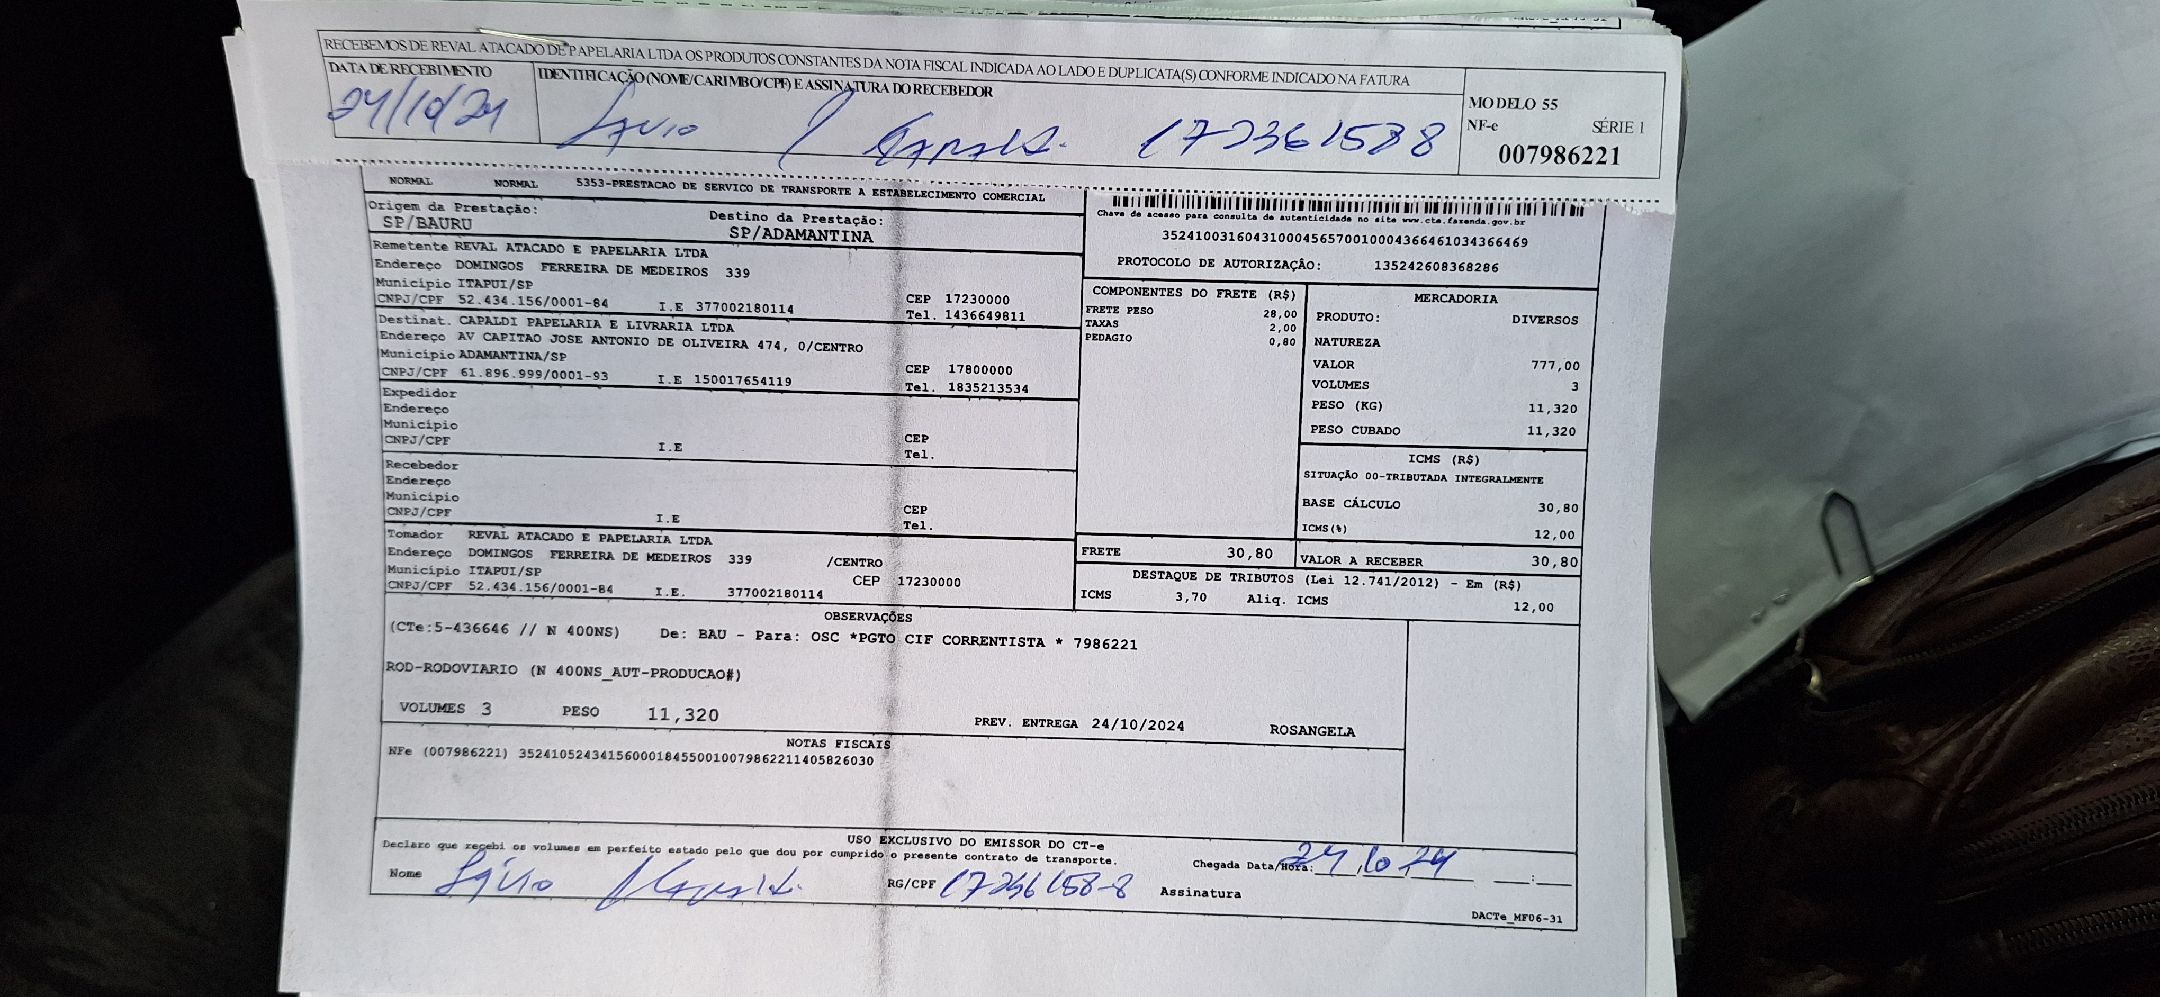 RECEBEMOS DE REVAL ATACADO DE PAPELARIA LTDA OS PRODUTOS CONSTANTES DA NOTA FISCAL INDICADA AO LADO E DUPLICATA(S) CONFORME INDICADO NA FATURA
DATA DE RECEBIMENTO
24/10/24
IDENTIFICAÇÃO (NOME/CARIMBO/CPF) E ASSINATURA DO RECEBEDOR
172361588
MODELO 55
NF-e SÉRIE 1
007986221
NORMAL NORMAL 5353-PRESTACAO DE SERVICO DE TRANSPORTE A ESTABELECIMENTO COMERCIAL
Origem da Prestação: Destino da Prestação:
SP/BAURU SP/ADAMANTINA
Remetente REVAL ATACADO E PAPELARIA LTDA
Endereço DOMINGOS FERREIRA DE MEDEIROS 339
Município ITAPUI/SP
CNPJ/CPF 52.434.156/0001-84 I.E 377002180114 CEP 17230000
Tel. 1436649811
Destinat. CAPALDI PAPELARIA E LIVRARIA LTDA
Endereço AV CAPITAO JOSE ANTONIO DE OLIVEIRA 474, 0/CENTRO
Município ADAMANTINA/SP
CNPJ/CPF 61.896.999/0001-93 I.E 150017654119 CEP 17800000
Tel. 1835213534
Expedidor
Endereço
Município
CNPJ/CPF I.E CEP
Tel.
Recebedor
Endereço
Município
CNPJ/CPF I.E CEP
Tel.
Tomador REVAL ATACADO E PAPELARIA LTDA
Endereço DOMINGOS FERREIRA DE MEDEIROS 339 /CENTRO
Município ITAPUI/SP CEP 17230000
CNPJ/CPF 52.434.156/0001-84 I.E. 377002180114
Chave de acesso para consulta de autenticidade no site www.cte.fazenda.gov.br
35241003160431000456570010004366461034366469
PROTOCOLO DE AUTORIZAÇÂO: 135242608368286
COMPONENTES DO FRETE (R$)
FRETE PESO 28,00
TAXAS 2,00
PEDAGIO 0,80
MERCADORIA
PRODUTO: DIVERSOS
NATUREZA
VALOR 777,00
VOLUMES 3
PESO (KG) 11,320
PESO CUBADO 11,320
ICMS (R$)
SITUAÇÃO 00-TRIBUTADA INTEGRALMENTE
BASE CÁLCULO 30,80
ICMS(%) 12,00
FRETE 30,80 VALOR A RECEBER 30,80
DESTAQUE DE TRIBUTOS (Lei 12.741/2012) - Em (R$)
ICMS 3,70 Aliq. ICMS 12,00
OBSERVAÇÕES
(CTe:5-436646 // N 400NS) De: BAU - Para: OSC *PGTO CIF CORRENTISTA * 7986221
ROD-RODOVIARIO (N 400NS_AUT-PRODUCAO#)
VOLUMES 3 PESO 11,320 PREV. ENTREGA 24/10/2024 ROSANGELA
NOTAS FISCAIS
NFe (007986221) 35241052434156000184550010079862211405826030
USO EXCLUSIVO DO EMISSOR DO CT-e
Declaro que recebi os volumes em perfeito estado pelo que dou por cumprido o presente contrato de transporte.
Chegada Data/Hora: 24 10 24 __:__
Nome RG/CPF 17236158-8 Assinatura
DACTe_MF06-31